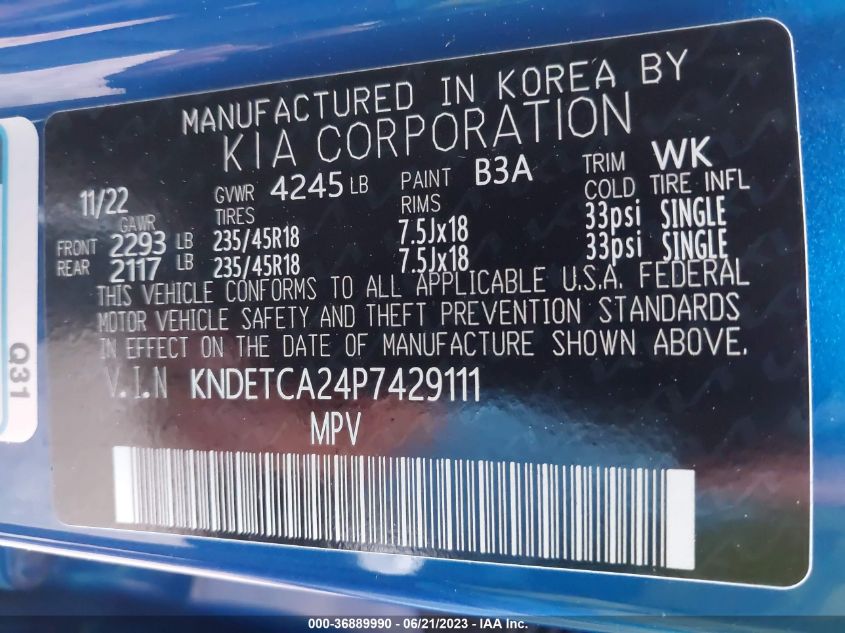 MANUFACTURED IN KOREA BY
KIA CORPORATION
11/22 GVWR 4245 LB PAINT B3A TRIM WK
GAWR TIRES RIMS COLD TIRE INFL
FRONT 2293 LB 235/45R18 7.5Jx18 33psi SINGLE
REAR 2117 LB 235/45R18 7.5Jx18 33psi SINGLE
THIS VEHICLE CONFORMS TO ALL APPLICABLE U.S.A. FEDERAL
MOTOR VEHICLE SAFETY AND THEFT PREVENTION STANDARDS
IN EFFECT ON THE DATE OF MANUFACTURE SHOWN ABOVE.
V.I.N KNDETCA24P7429111
MPV
Q31
000-36889990 - 06/21/2023 - IAA Inc.